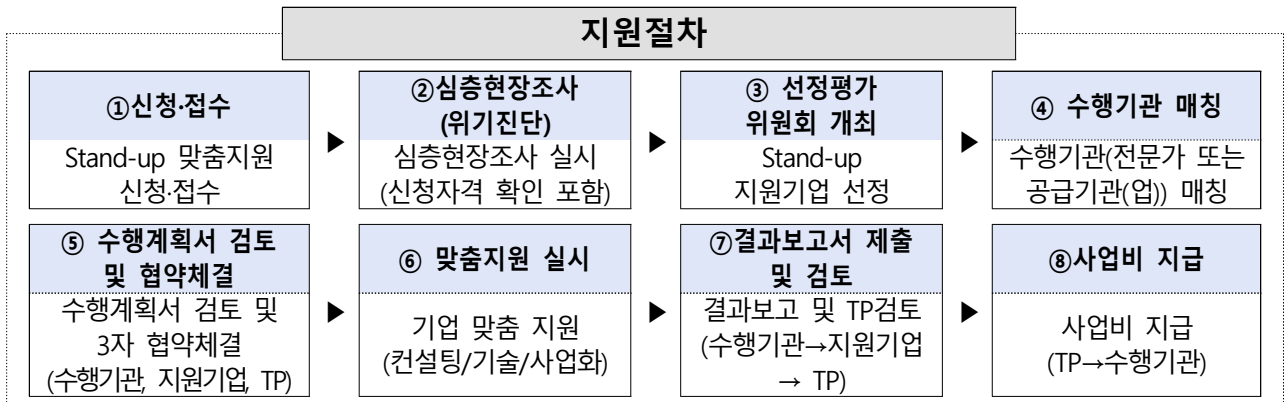 지원절차
①신청·접수
Stand-up 맞춤지원
신청·접수
▶
②심층현장조사
(위기진단)
심층현장조사 실시
(신청자격 확인 포함)
▶
③ 선정평가
위원회 개최
Stand-up
지원기업 선정
▶
④ 수행기관 매칭
수행기관(전문가 또는
공급기관(업)) 매칭
⑤ 수행계획서 검토
및 협약체결
수행계획서 검토 및
3자 협약체결
(수행기관, 지원기업, TP)
▶
⑥ 맞춤지원 실시
기업 맞춤 지원
(컨설팅/기술/사업화)
▶
⑦결과보고서 제출
및 검토
결과보고 및 TP검토
(수행기관→지원기업
→ TP)
▶
⑧사업비 지급
사업비 지급
(TP→수행기관)